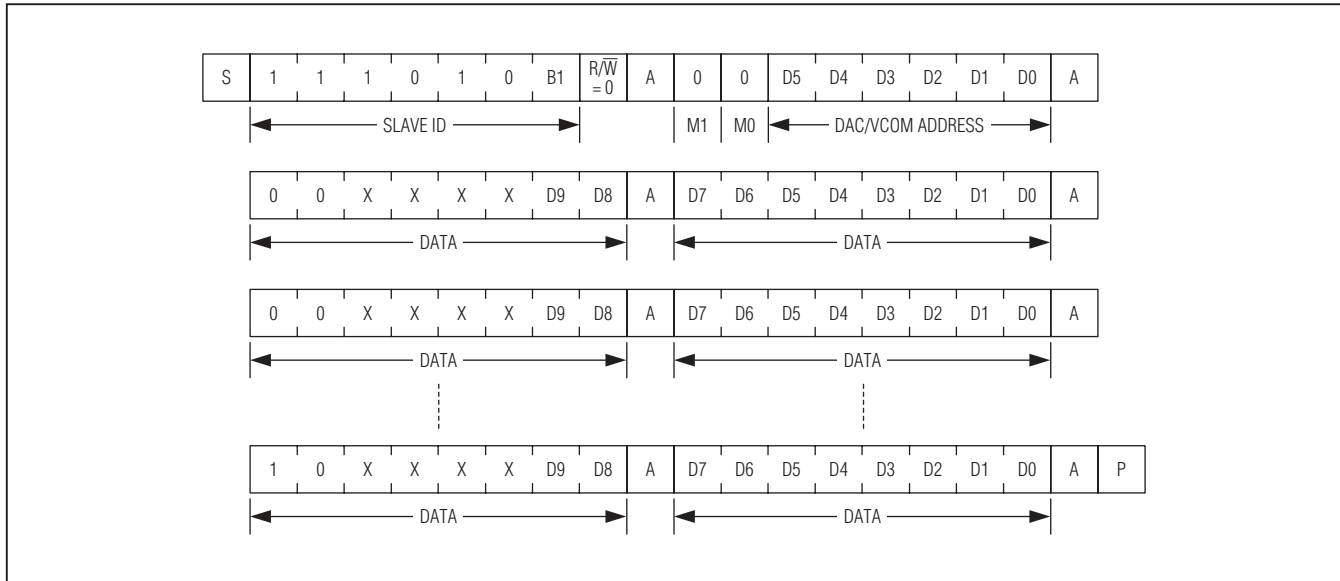 S 1 1 1 0 1 0 B1 R/W̅ = 0 A 0 0 D5 D4 D3 D2 D1 D0 A
SLAVE ID M1 M0 DAC/VCOM ADDRESS
0 0 X X X X D9 D8 A D7 D6 D5 D4 D3 D2 D1 D0 A
DATA DATA
0 0 X X X X D9 D8 A D7 D6 D5 D4 D3 D2 D1 D0 A
DATA DATA
1 0 X X X X D9 D8 A D7 D6 D5 D4 D3 D2 D1 D0 A P
DATA DATA